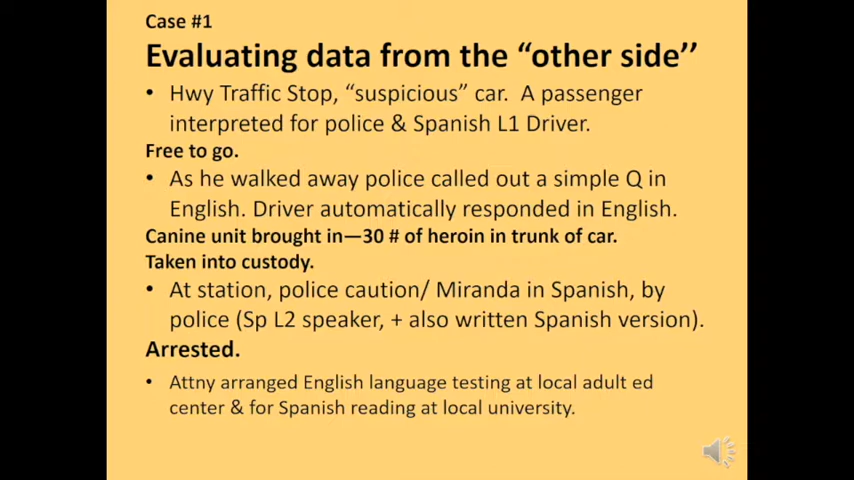 Case #1
Evaluating data from the “other side’’
• Hwy Traffic Stop, “suspicious” car.  A passenger
interpreted for police & Spanish L1 Driver.
Free to go.
• As he walked away police called out a simple Q in
English. Driver automatically responded in English.
Canine unit brought in—30 # of heroin in trunk of car.
Taken into custody.
• At station, police caution/ Miranda in Spanish, by
police (Sp L2 speaker, + also written Spanish version).
Arrested.
• Attny arranged English language testing at local adult ed
center & for Spanish reading at local university.